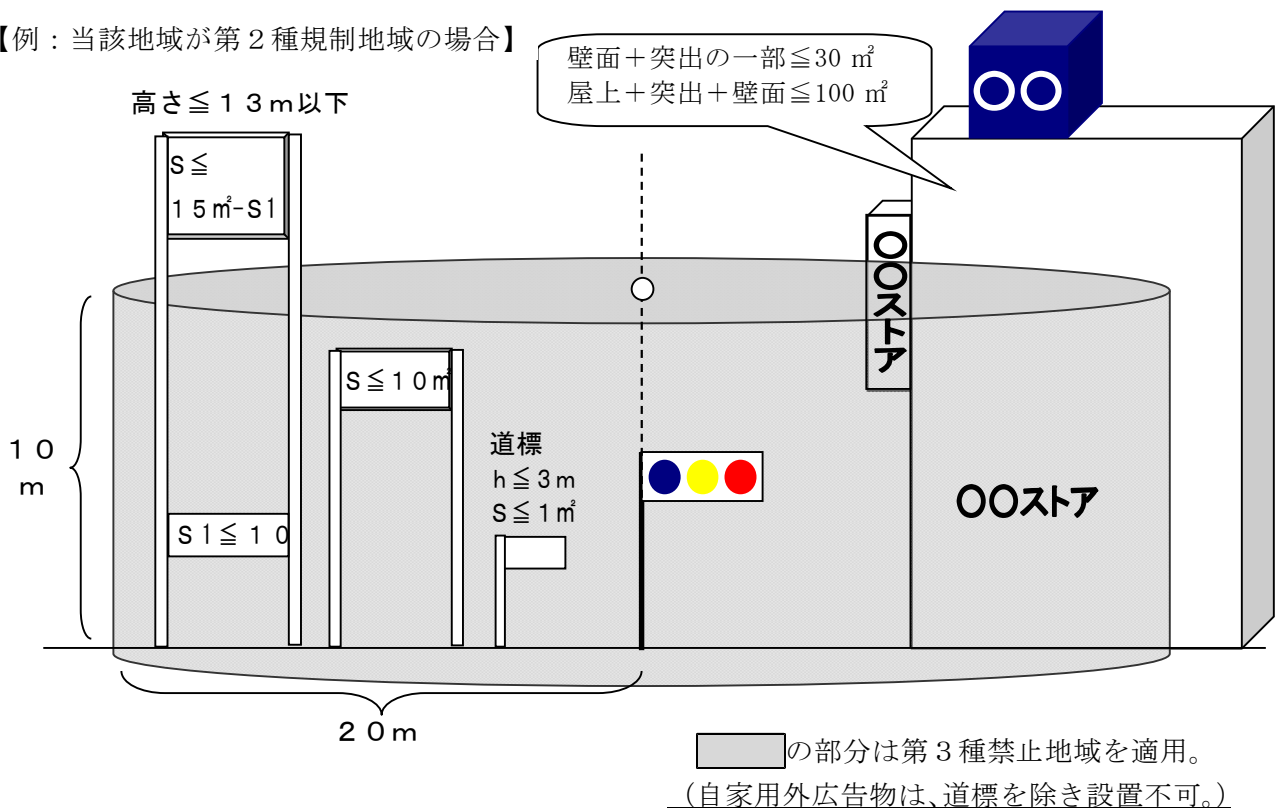 【例：当該地域が第２種規制地域の場合】
壁面＋突出の一部≦30 ㎡
屋上＋突出＋壁面≦100 ㎡
〇〇
高さ≦１３ｍ以下
S≦
１５㎡-S1
〇〇ストア
S≦１０㎡
１０
ｍ
道標
h≦３ｍ
S≦１㎡
S１≦１０
〇〇ストア
２０ｍ
の部分は第３種禁止地域を適用。
（自家用外広告物は、道標を除き設置不可。）